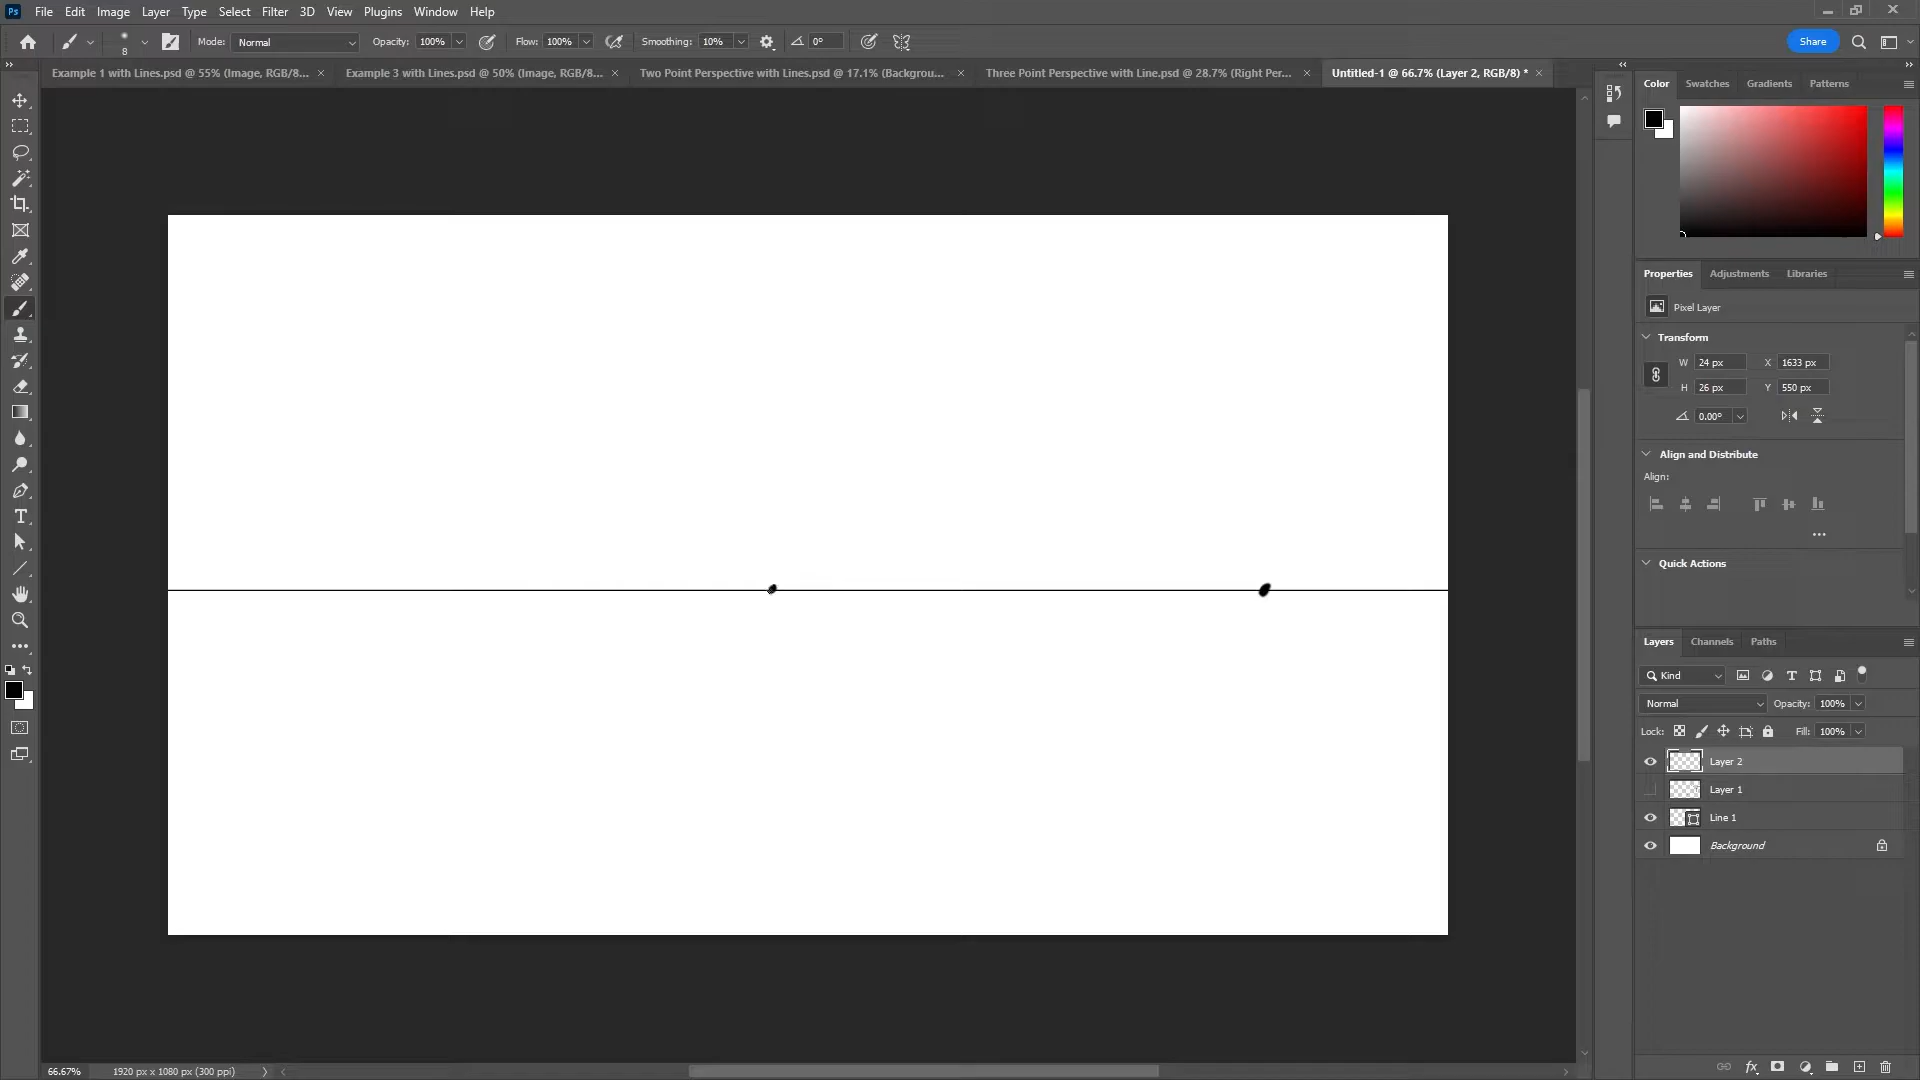 Ps File Edit Image Layer Type Select Filter 3D View Plugins Window Help
8 Mode: Normal Opacity: 100% Flow: 100% Smoothing: 10% 0° Share
Example 1 with Lines.psd @ 55% (Image, RGB/8... × Example 3 with Lines.psd @ 50% (Image, RGB/8... × Two Point Perspective with Lines.psd @ 17.1% (Backgrou... × Three Point Perspective with Line.psd @ 28.7% (Right Per... × Untitled-1 @ 66.7% (Layer 2, RGB/8) * ×
Color Swatches Gradients Patterns
Properties Adjustments Libraries
Pixel Layer
Transform
W 24 px X 1633 px
H 26 px Y 550 px
0.00°
Align and Distribute
Align:
Quick Actions
Layers Channels Paths
Kind
Normal Opacity: 100%
Lock: Fill: 100%
Layer 2
Layer 1
Line 1
Background
66.67% 1920 px x 1080 px (300 ppi)